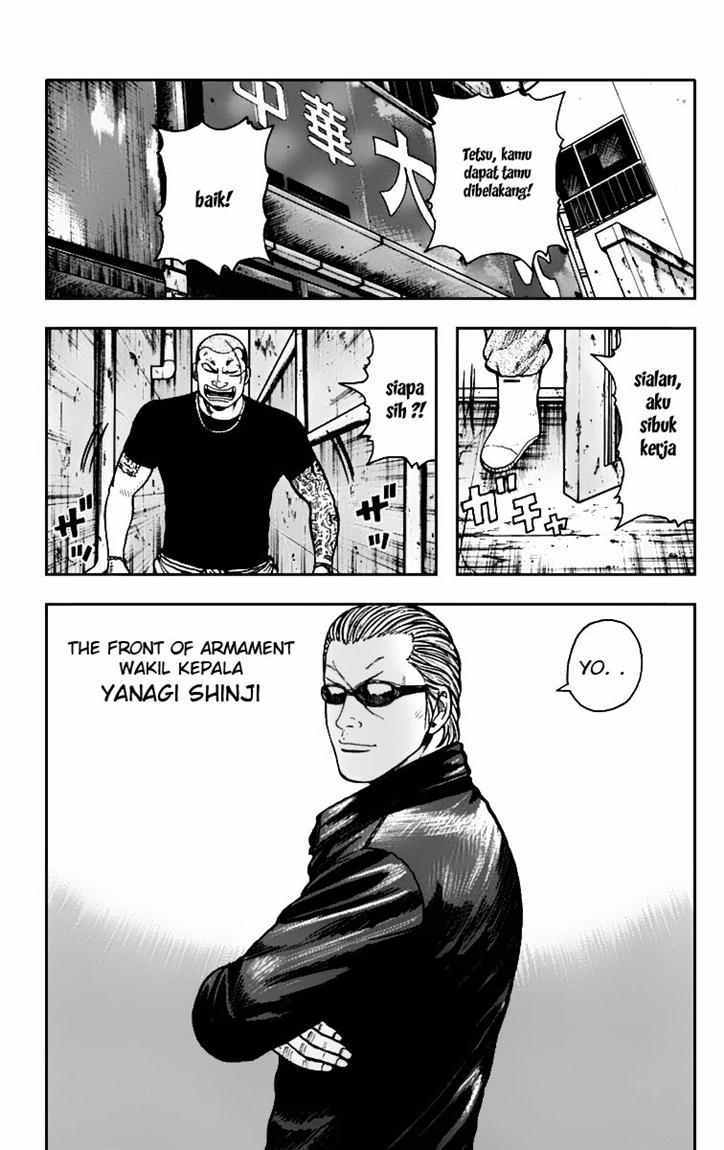 中華大
Tetsu, kamu
dapat tamu
dibelakang!
baik!
sialan,
aku
sibuk
kerja
ガチャ
siapa
sih ?!
ザッ
ザッ
THE FRONT OF ARMAMENT
WAKIL KEPALA
YANAGI SHINJI
YO. .